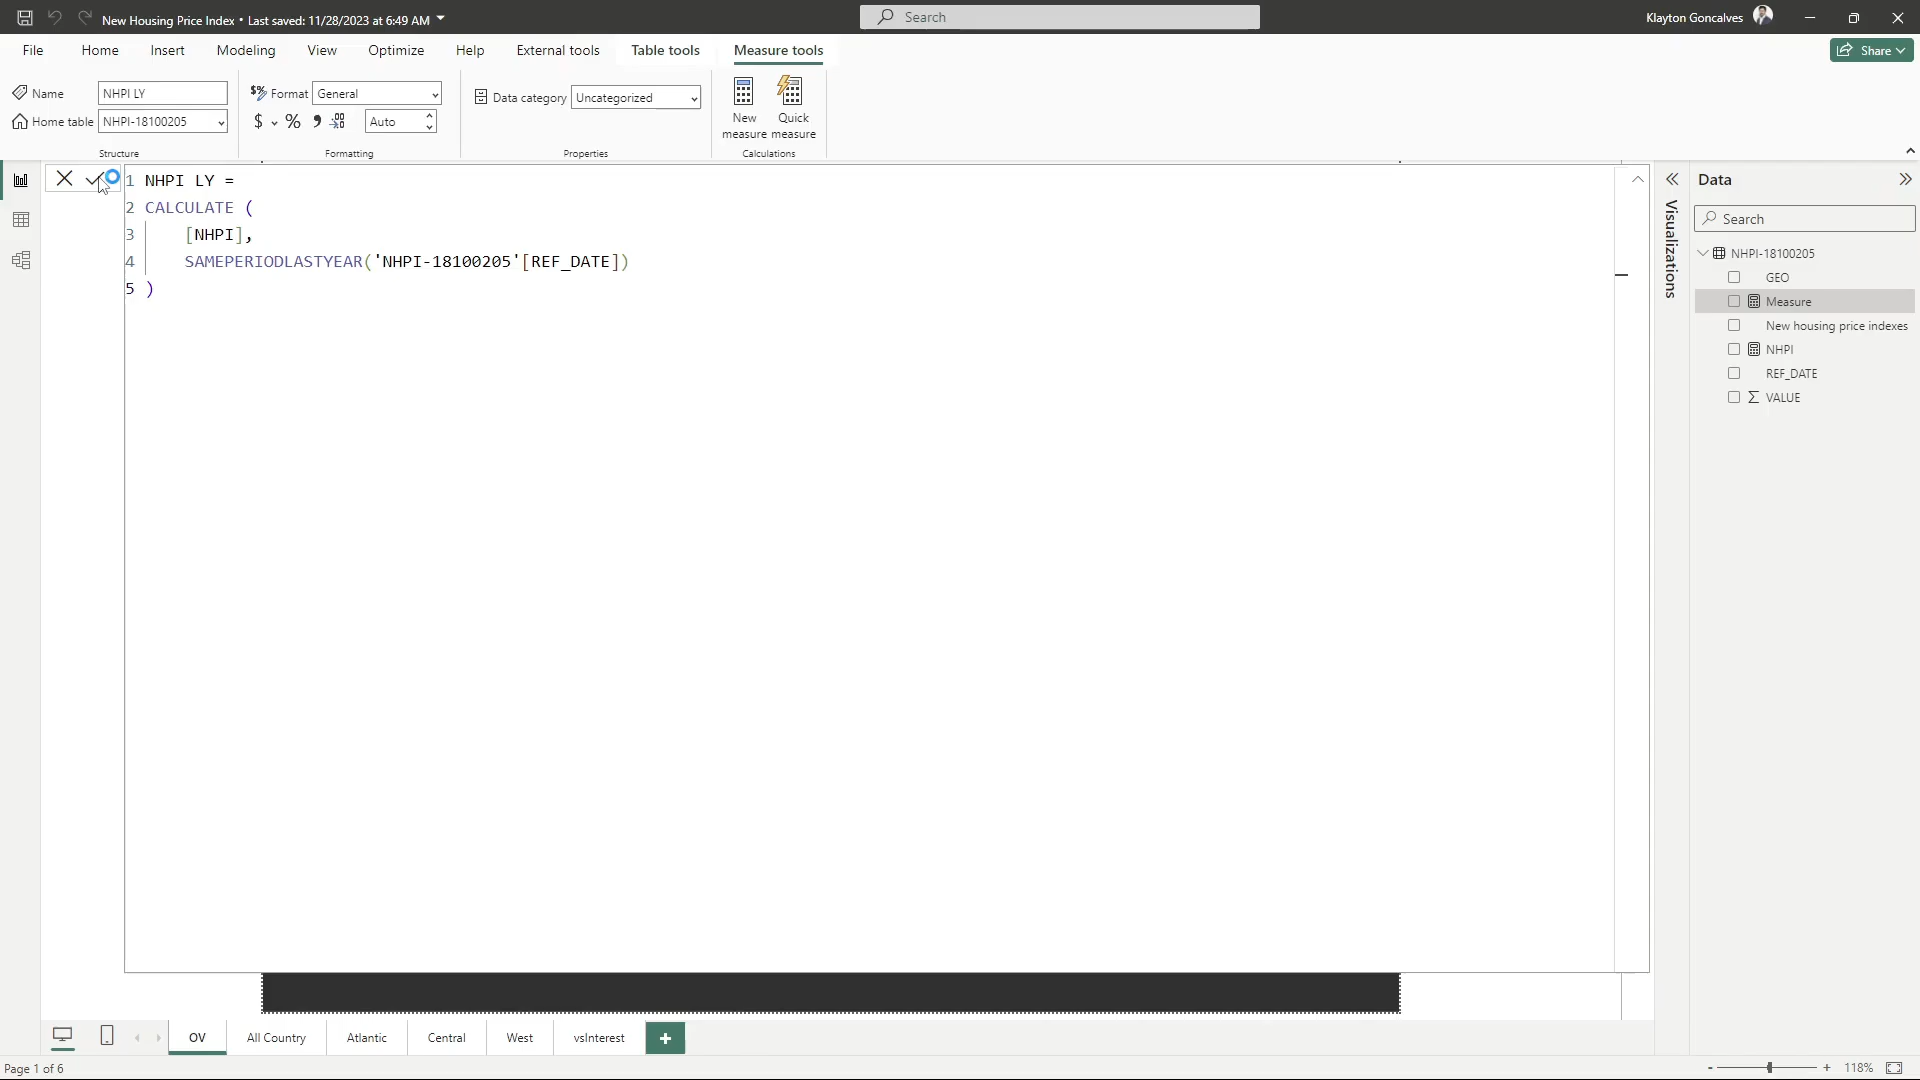 New Housing Price Index • Last saved: 11/28/2023 at 6:49 AM
Search
Klayton Goncalves
File
Home
Insert
Modeling
View
Optimize
Help
External tools
Table tools
Measure tools
Share
Name
NHPI LY
Home table
NHPI-18100205
Structure
$% Format
General
$ % 9
Auto
Formatting
Data category
Uncategorized
Properties
New measure
Quick measure
Calculations
1 NHPI LY =
2 CALCULATE (
3 [NHPI],
4 SAMEPERIODLASTYEAR('NHPI-18100205'[REF_DATE])
5 )
Visualizations
Data
Search
NHPI-18100205
GEO
Measure
New housing price indexes
NHPI
REF_DATE
∑ VALUE
OV
All Country
Atlantic
Central
West
vsInterest
+
Page 1 of 6
- + 118%